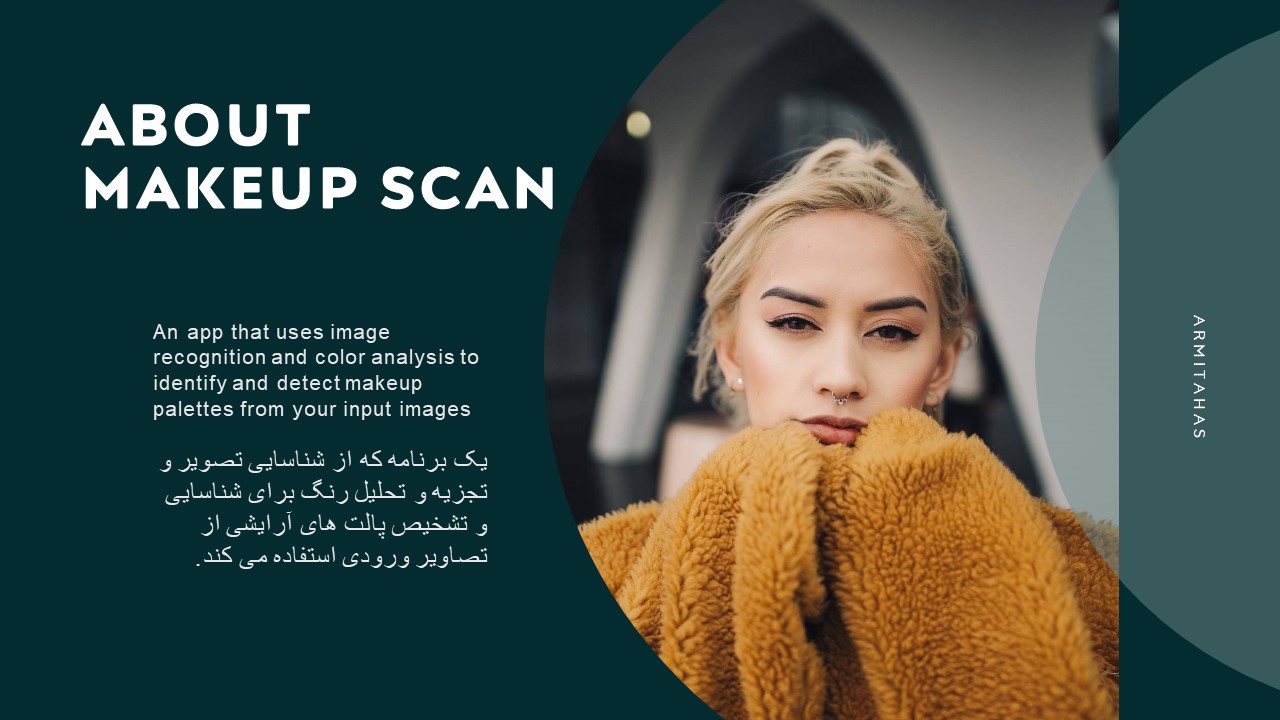 ABOUT
MAKEUP SCAN
An app that uses image
recognition and color analysis to
identify and detect makeup
palettes from your input images
یک برنامه که از شناسایی تصویر و
تجزیه و تحلیل رنگ برای شناسایی
و تشخیص پالت های آرایشی از
تصاویر ورودی استفاده می کند.
ARMITAHAS